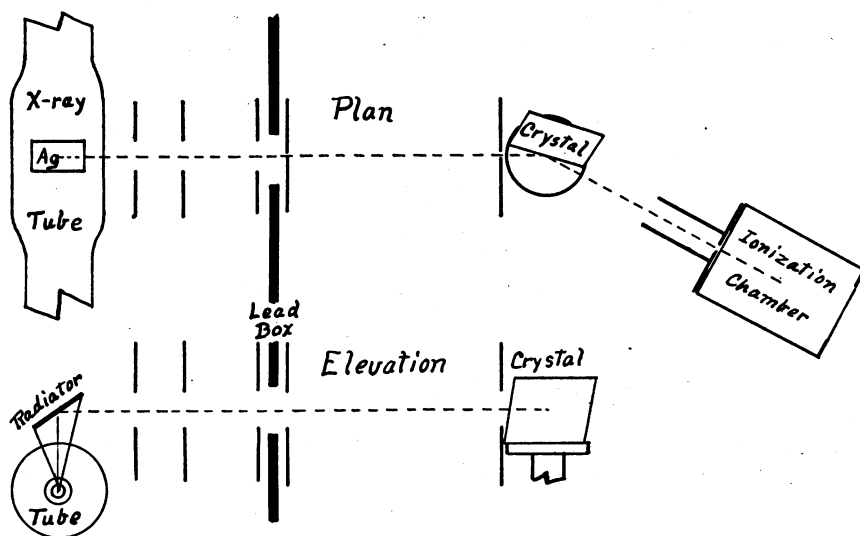 X-ray
Ag
Tube
Plan
Crystal
Ionization
Chamber
Lead
Box
Elevation
Crystal
Radiator
Tube